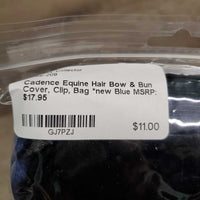 Cadence Equine Hair Bow & Bun
Cover, Clip, Bag *new Blue MSRP:
$17.95
GJ7PZJ
$11.00